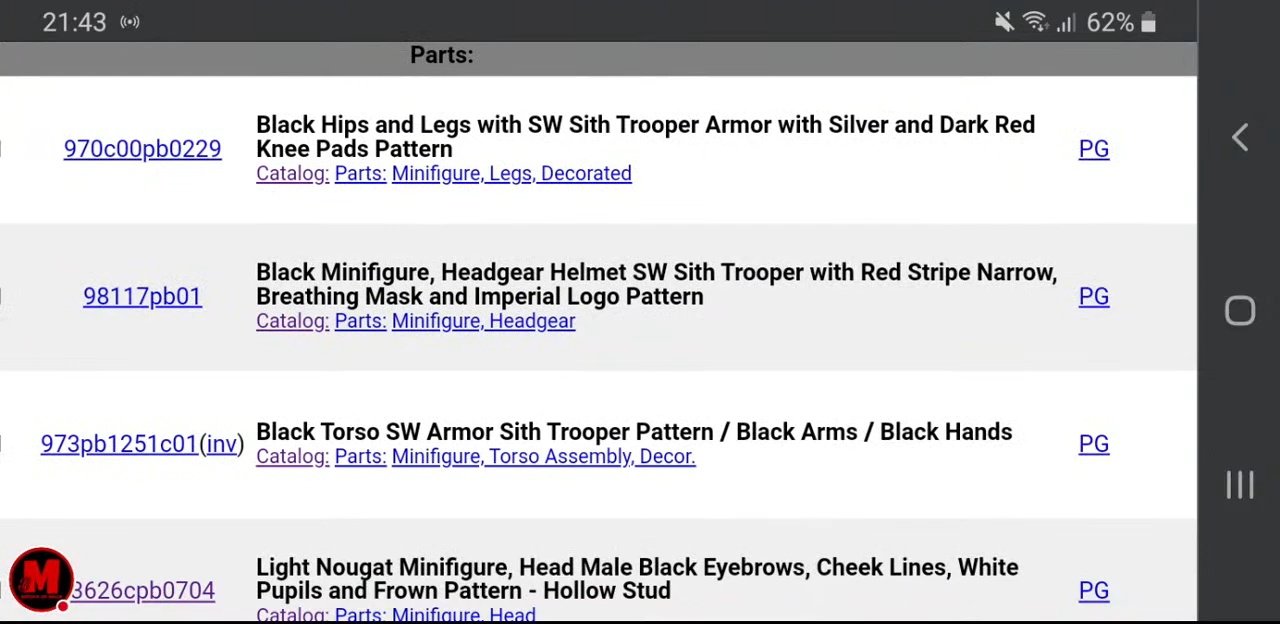 21:43
62%
Parts:
970c00pb0229
Black Hips and Legs with SW Sith Trooper Armor with Silver and Dark Red
Knee Pads Pattern
Catalog: Parts: Minifigure, Legs, Decorated
PG
98117pb01
Black Minifigure, Headgear Helmet SW Sith Trooper with Red Stripe Narrow,
Breathing Mask and Imperial Logo Pattern
Catalog: Parts: Minifigure, Headgear
PG
973pb1251c01(inv)
Black Torso SW Armor Sith Trooper Pattern / Black Arms / Black Hands
Catalog: Parts: Minifigure, Torso Assembly, Decor.
PG
M
3626cpb0704
Light Nougat Minifigure, Head Male Black Eyebrows, Cheek Lines, White
Pupils and Frown Pattern - Hollow Stud
Catalog: Parts: Minifigure, Head
PG